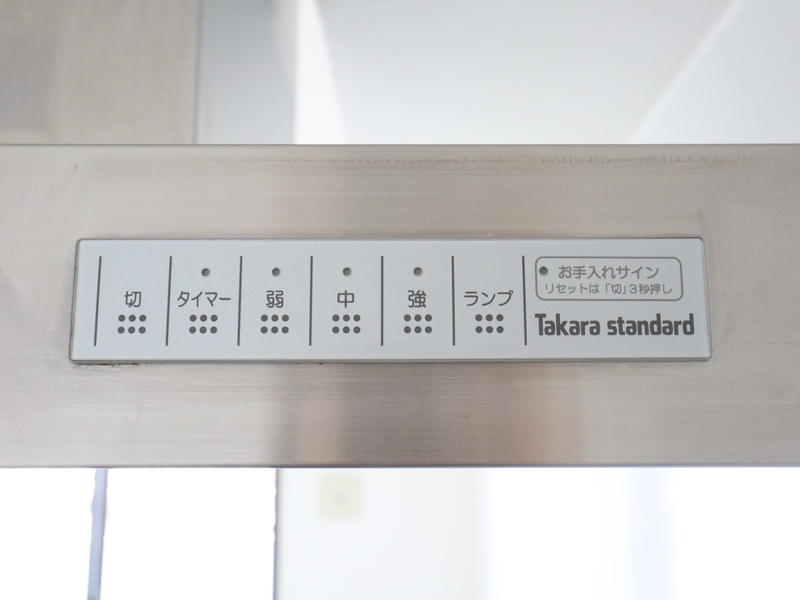 切
タイマー
弱
中
強
ランプ
お手入れサイン
リセットは「切」3秒押し
Takara standard